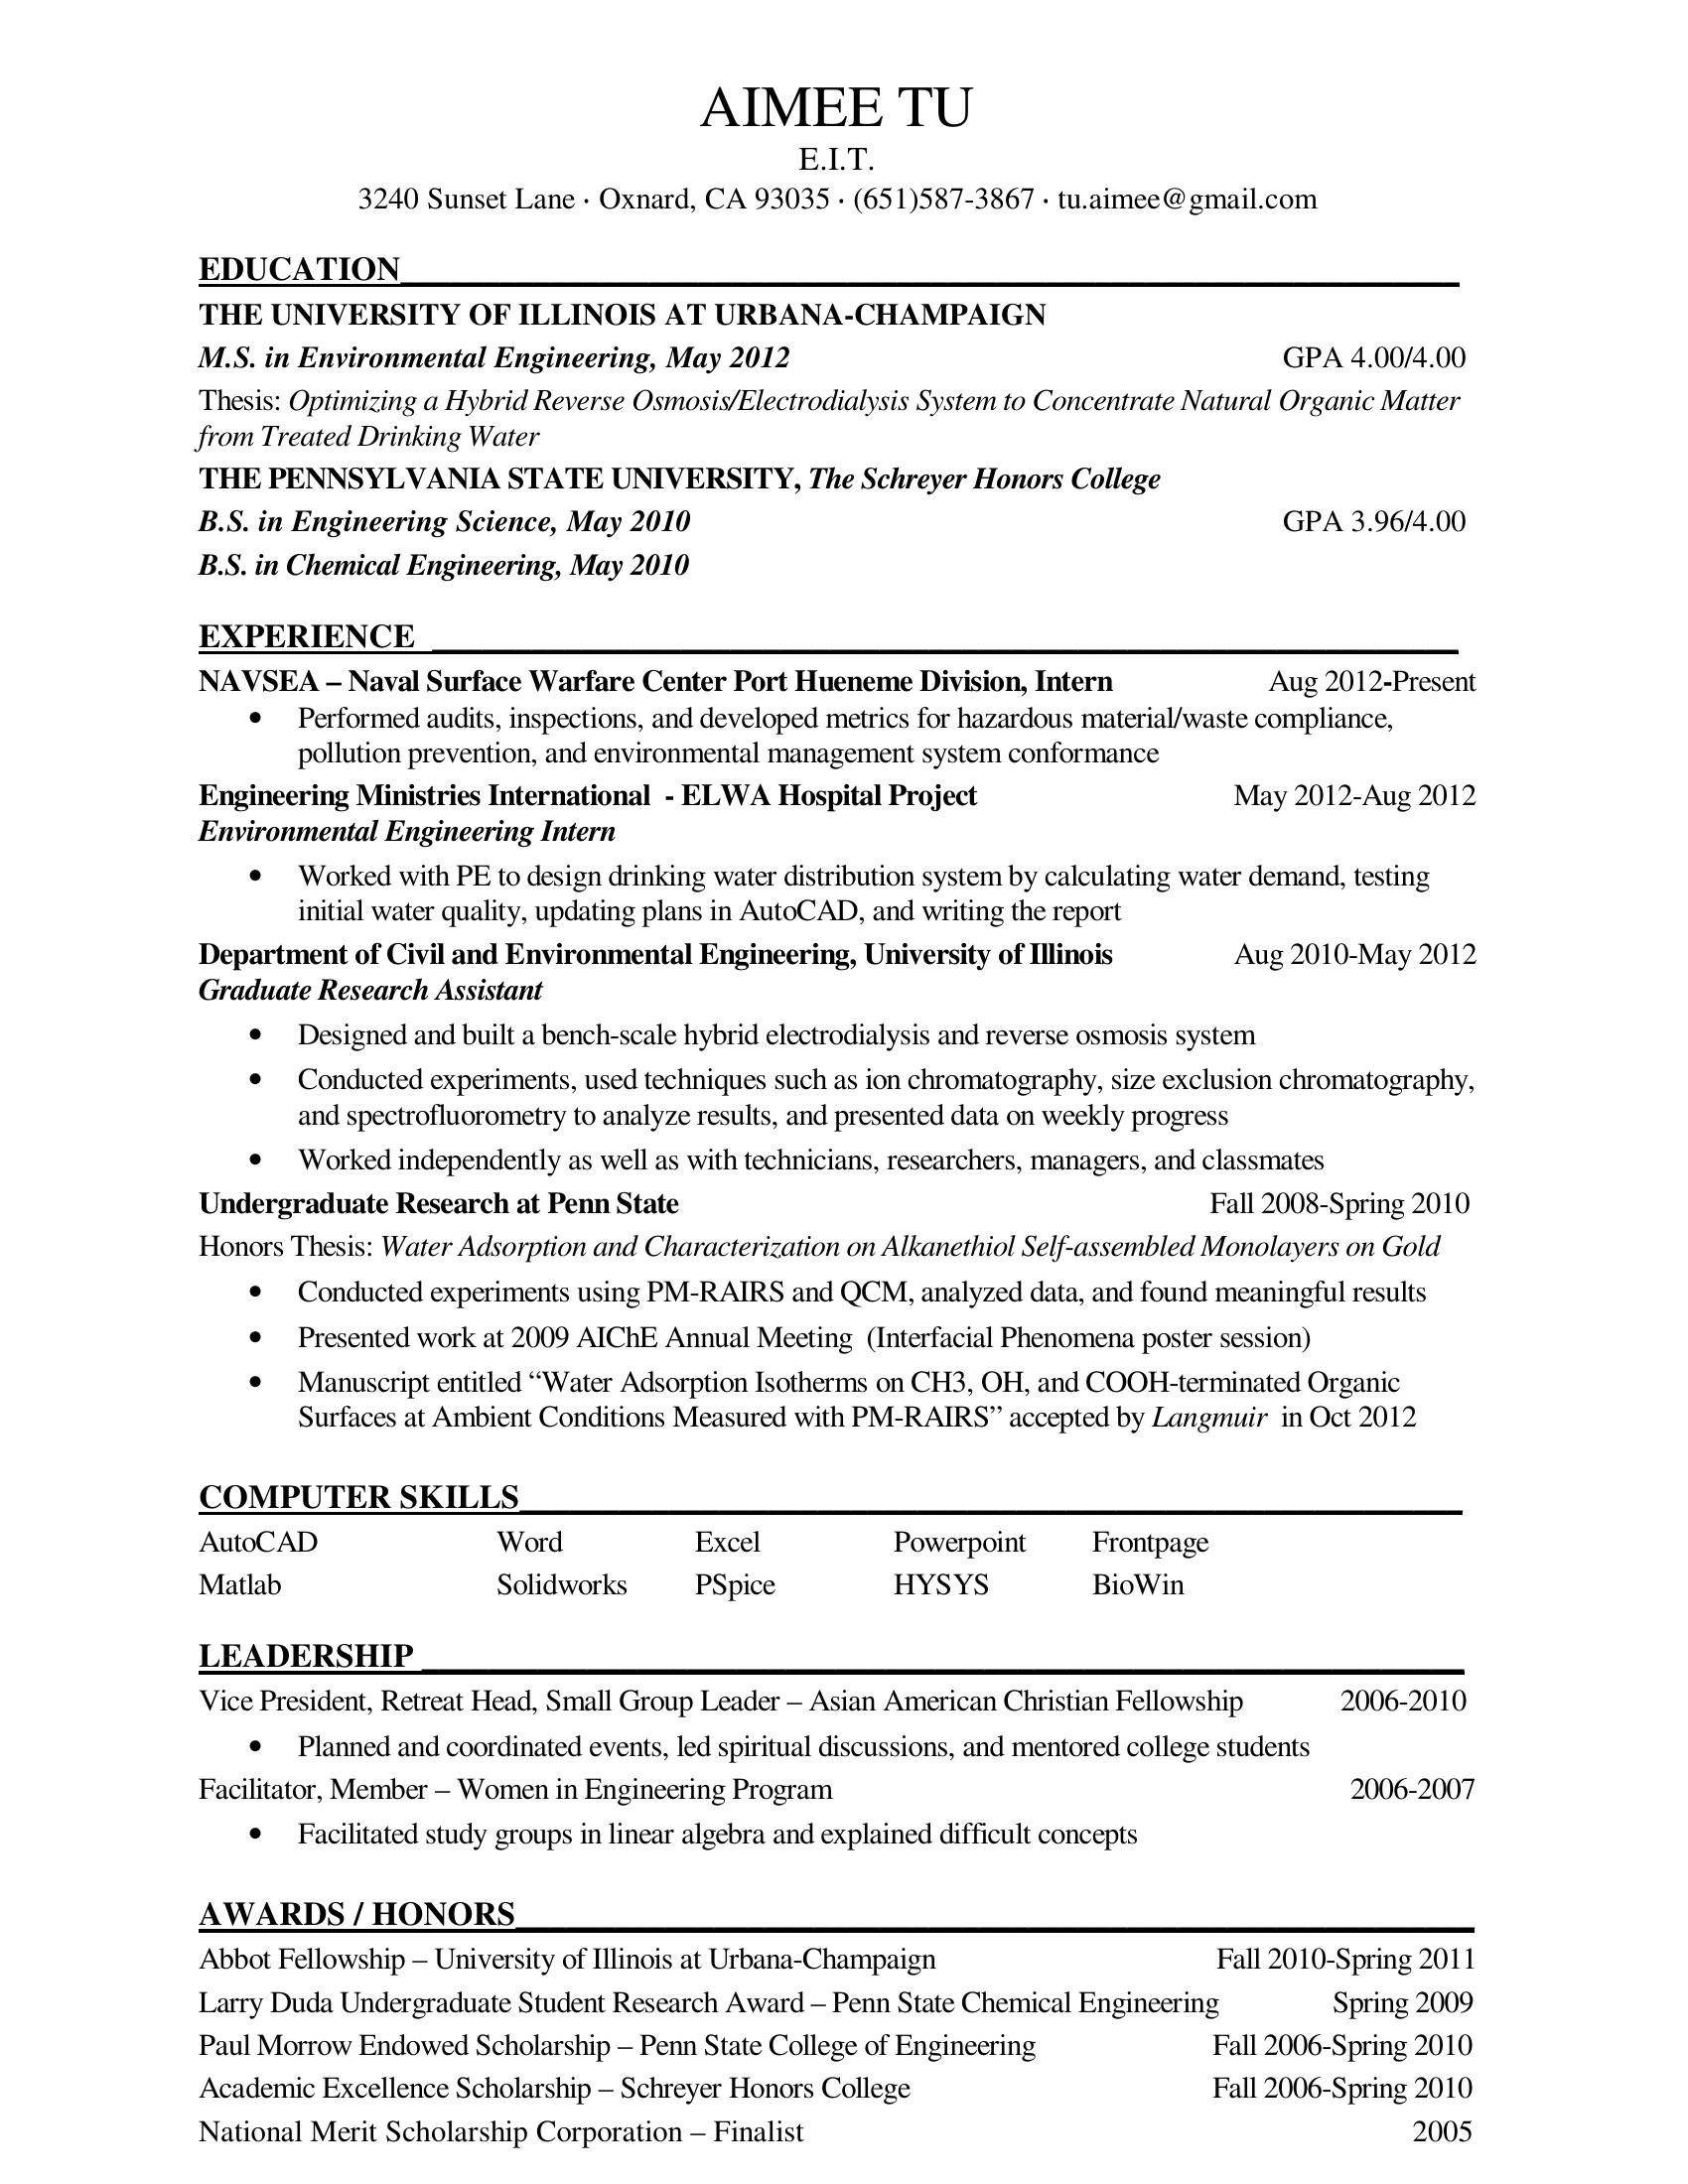 AIMEE TU
E.I.T.
3240 Sunset Lane · Oxnard, CA 93035 · (651)587-3867 · tu.aimee@gmail.com
EDUCATION
THE UNIVERSITY OF ILLINOIS AT URBANA-CHAMPAIGN
M.S. in Environmental Engineering, May 2012 GPA 4.00/4.00
Thesis: Optimizing a Hybrid Reverse Osmosis/Electrodialysis System to Concentrate Natural Organic Matter
from Treated Drinking Water
THE PENNSYLVANIA STATE UNIVERSITY, The Schreyer Honors College
B.S. in Engineering Science, May 2010 GPA 3.96/4.00
B.S. in Chemical Engineering, May 2010
EXPERIENCE
NAVSEA – Naval Surface Warfare Center Port Hueneme Division, Intern Aug 2012-Present
• Performed audits, inspections, and developed metrics for hazardous material/waste compliance,
pollution prevention, and environmental management system conformance
Engineering Ministries International - ELWA Hospital Project May 2012-Aug 2012
Environmental Engineering Intern
• Worked with PE to design drinking water distribution system by calculating water demand, testing
initial water quality, updating plans in AutoCAD, and writing the report
Department of Civil and Environmental Engineering, University of Illinois Aug 2010-May 2012
Graduate Research Assistant
• Designed and built a bench-scale hybrid electrodialysis and reverse osmosis system
• Conducted experiments, used techniques such as ion chromatography, size exclusion chromatography,
and spectrofluorometry to analyze results, and presented data on weekly progress
• Worked independently as well as with technicians, researchers, managers, and classmates
Undergraduate Research at Penn State Fall 2008-Spring 2010
Honors Thesis: Water Adsorption and Characterization on Alkanethiol Self-assembled Monolayers on Gold
• Conducted experiments using PM-RAIRS and QCM, analyzed data, and found meaningful results
• Presented work at 2009 AIChE Annual Meeting (Interfacial Phenomena poster session)
• Manuscript entitled “Water Adsorption Isotherms on CH3, OH, and COOH-terminated Organic
Surfaces at Ambient Conditions Measured with PM-RAIRS” accepted by Langmuir in Oct 2012
COMPUTER SKILLS
AutoCAD Word Excel Powerpoint Frontpage
Matlab Solidworks PSpice HYSYS BioWin
LEADERSHIP
Vice President, Retreat Head, Small Group Leader – Asian American Christian Fellowship 2006-2010
• Planned and coordinated events, led spiritual discussions, and mentored college students
Facilitator, Member – Women in Engineering Program 2006-2007
• Facilitated study groups in linear algebra and explained difficult concepts
AWARDS / HONORS
Abbot Fellowship – University of Illinois at Urbana-Champaign Fall 2010-Spring 2011
Larry Duda Undergraduate Student Research Award – Penn State Chemical Engineering Spring 2009
Paul Morrow Endowed Scholarship – Penn State College of Engineering Fall 2006-Spring 2010
Academic Excellence Scholarship – Schreyer Honors College Fall 2006-Spring 2010
National Merit Scholarship Corporation – Finalist 2005